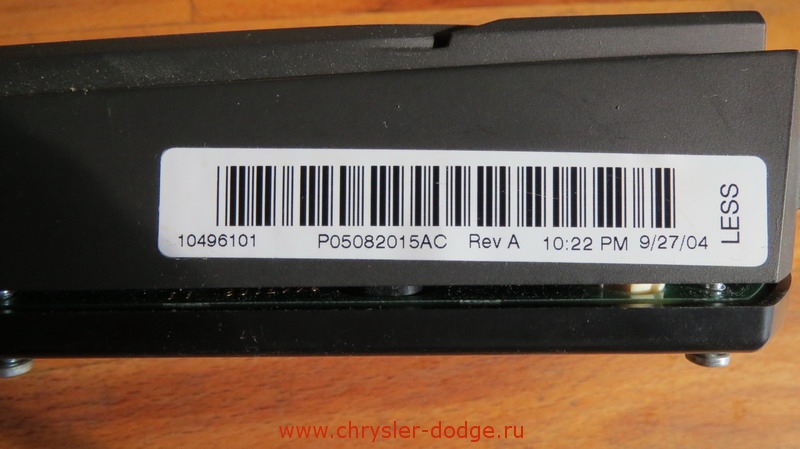 10496101 P05082015AC Rev A 10:22 PM 9/27/04
LESS
www.chrysler-dodge.ru